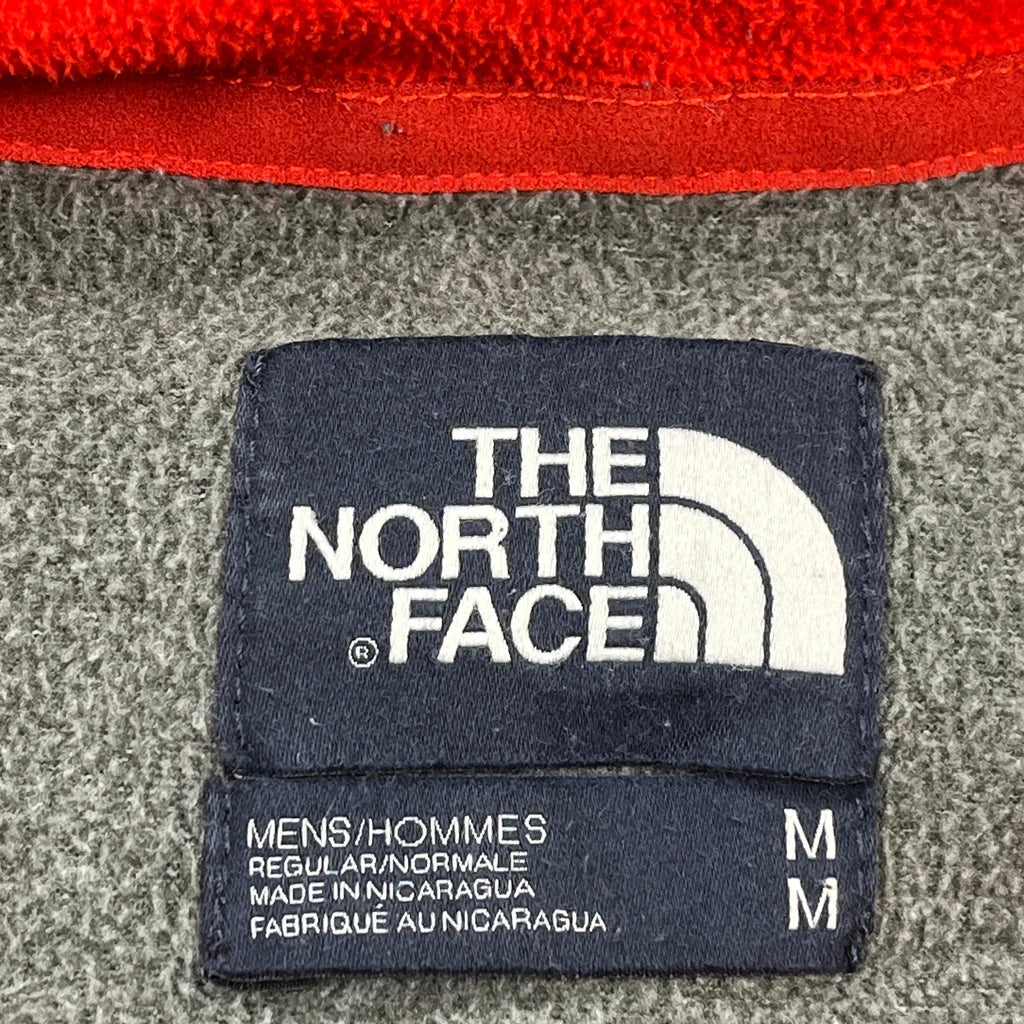 THE
NORTH
® FACE
MENS/HOMMES M
REGULAR/NORMALE
MADE IN NICARAGUA M
FABRIQUÉ AU NICARAGUA